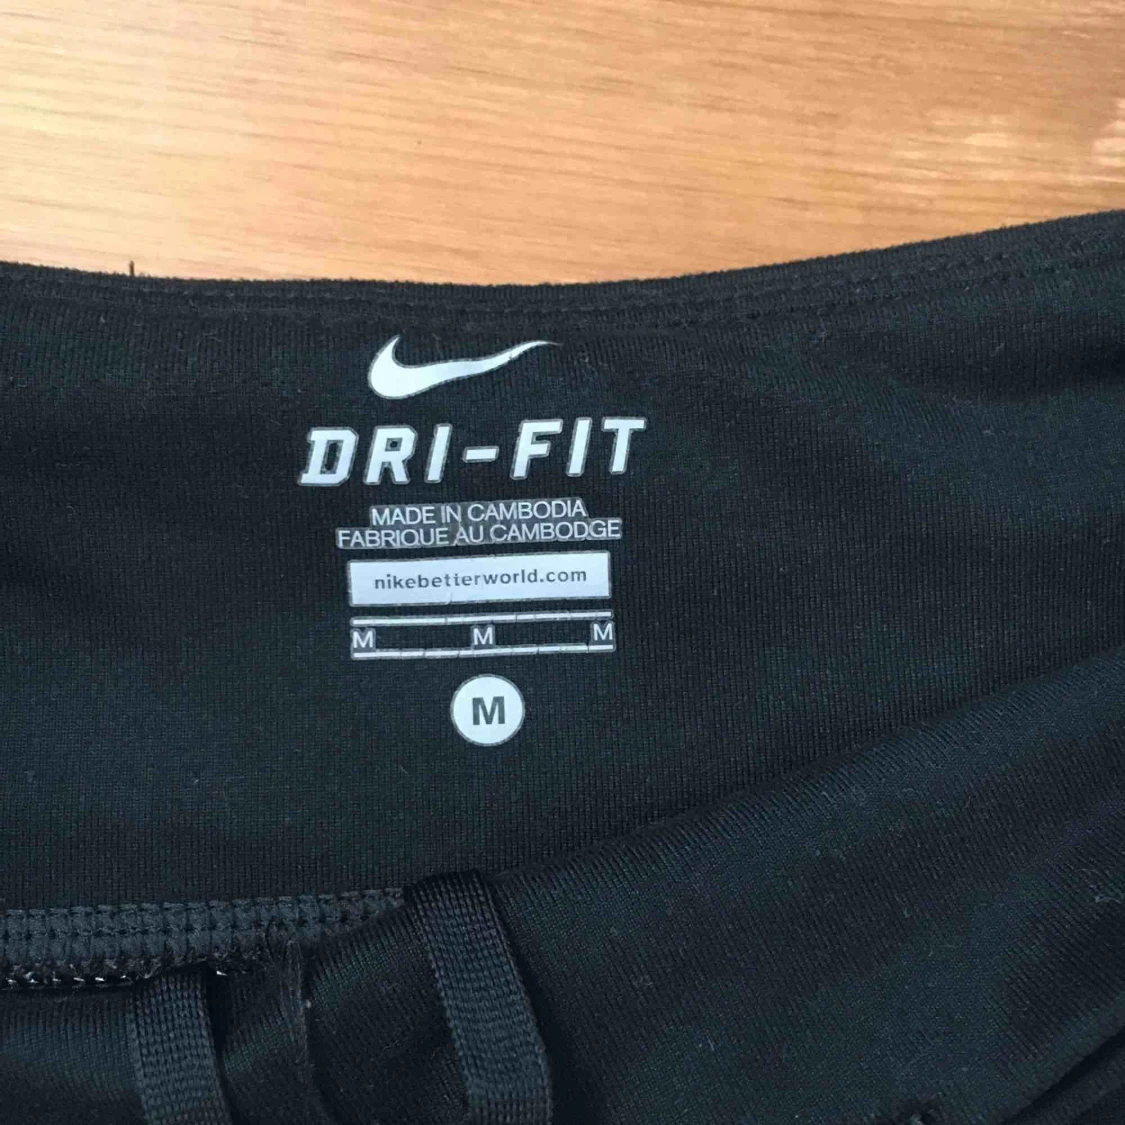 DRI-FIT
MADE IN CAMBODIA
FABRIQUE AU CAMBODGE
nikebetterworld.com
M M M
M